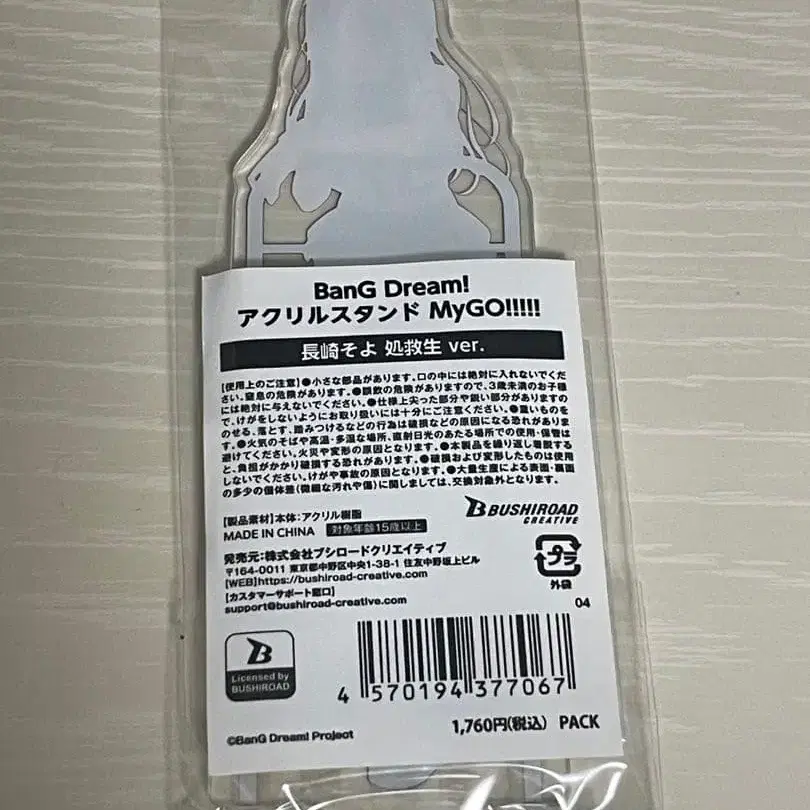 BanG Dream!
アクリルスタンド MyGO!!!!!
長崎そよ 処救生 ver.
【使用上のご注意】●小さな部品があります。口の中には絶対に入れないでくだ
さい。窒息の危険があります。●誤飲の危険がありますので、3歳未満のお子様
には絶対に与えないでください。●仕様上尖った部分や鋭い部分がありますの
で、けがをしないようにお取り扱いには十分にご注意ください。●重いものを
のせる、落とす、踏みつけるなどの行為は破損などの原因になる恐れがありま
す。●火気のそばや高温・多湿な場所、直射日光のあたる場所での使用・保管は
避けてください。火災や変形の原因となります。●本製品を繰り返し着脱する
と、負担がかかり破損する恐れがあります。●破損および変形したものは使用
しないでください。けがや事故の原因となります。●大量生産による表面・裏面
の多少の個体差(微細な汚れや傷)に関しましては、交換対象外となります。
【製品素材】本体:アクリル樹脂
MADE IN CHINA 対象年齢15歳以上
BUSHIROAD
CREATIVE
発売元:株式会社ブシロードクリエイティブ
〒164-0011 東京都中野区中央1-38-1 住友中野坂上ビル
【WEB】https://bushiroad-creative.com
【カスタマーサポート窓口】
support@bushiroad-creative.com
プラ
外袋
04
Licensed by
BUSHIROAD
4 570194 377067
1,760円(税込) PACK
©BanG Dream! Project